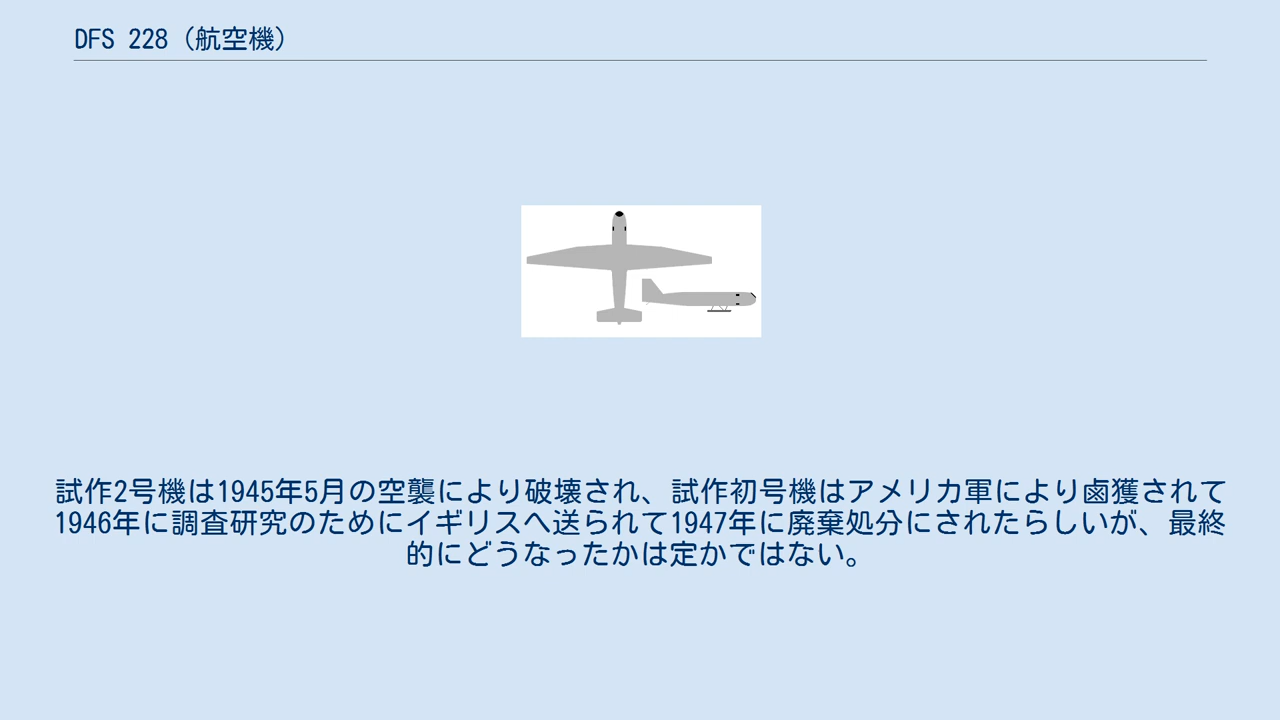 DFS 228（航空機）
試作2号機は1945年5月の空襲により破壊され、試作初号機はアメリカ軍により鹵獲されて
1946年に調査研究のためにイギリスへ送られて1947年に廃棄処分にされたらしいが、最終
的にどうなったかは定かではない。